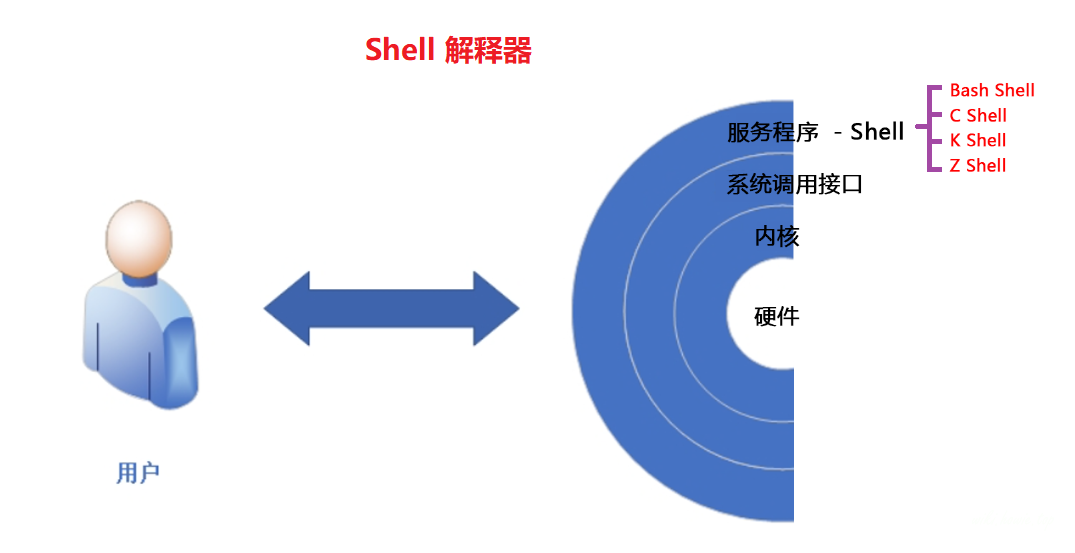 Shell 解释器
服务程序 - Shell
Bash Shell
C Shell
K Shell
Z Shell
系统调用接口
内核
硬件
用户